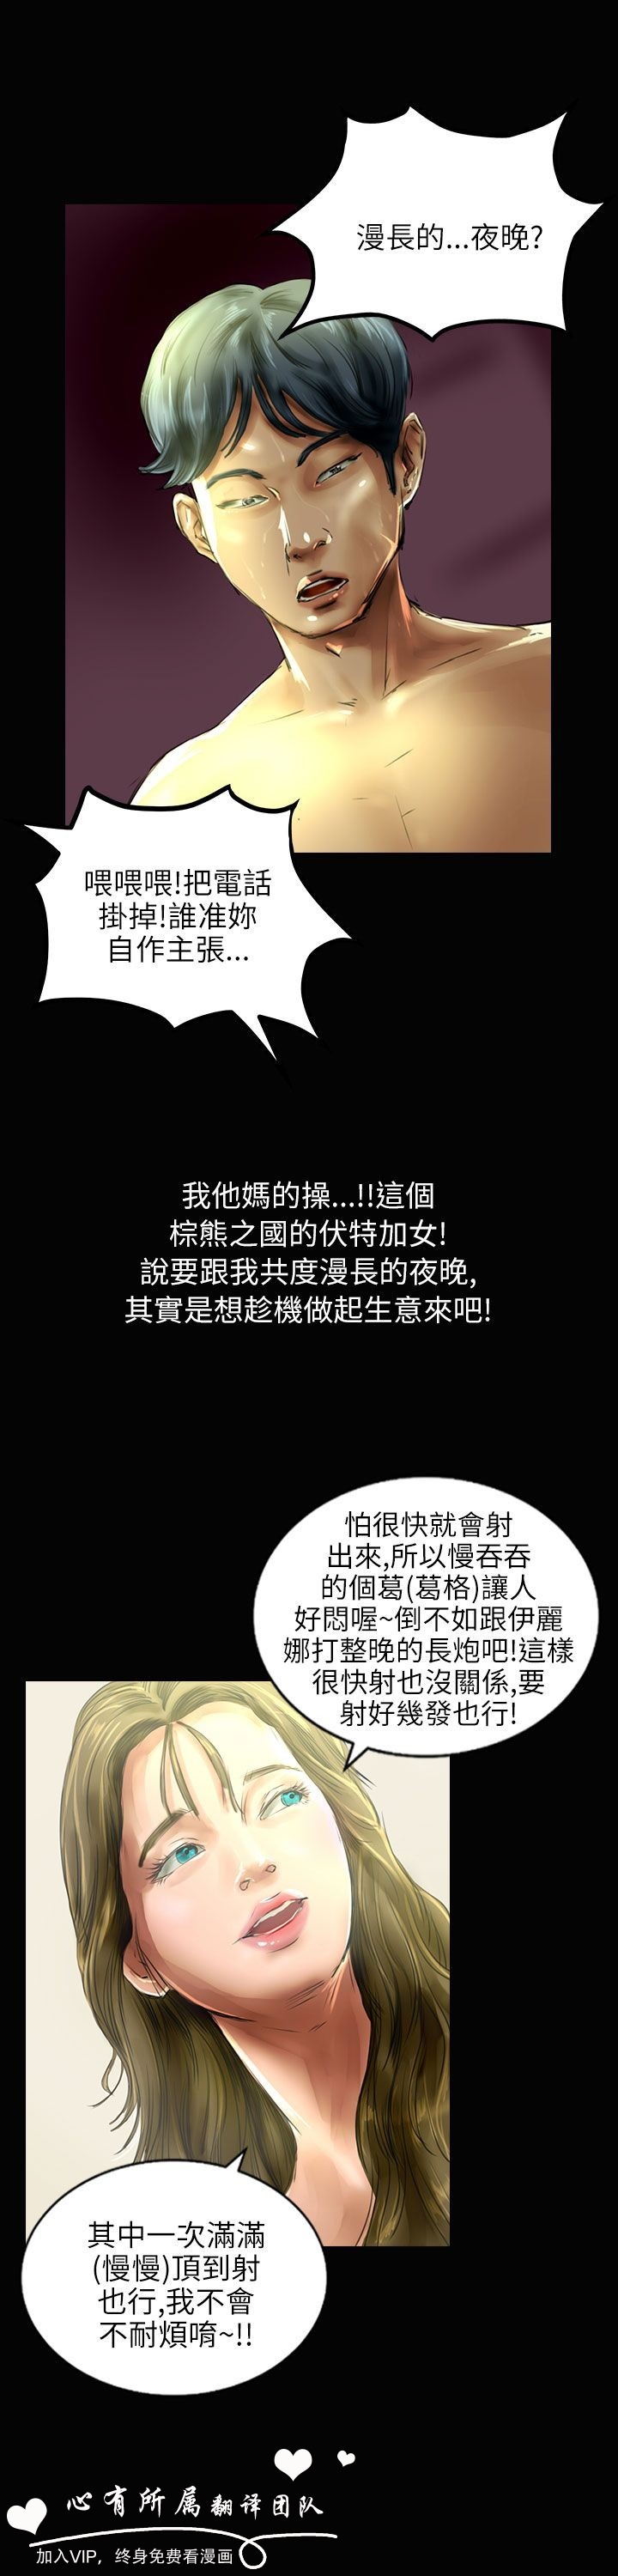 漫長的...夜晚?
喂喂喂!把電話
掛掉!誰准妳
自作主張...
我他媽的操...!!這個
棕熊之國的伏特加女!
說要跟我共度漫長的夜晚,
其實是想趁機做起生意來吧!
怕很快就會射
出來,所以慢吞吞
的個葛(葛格)讓人
好悶喔~倒不如跟伊麗
娜打整晚的長炮吧!這樣
很快射也沒關係,要
射好幾發也行!
其中一次滿滿
(慢慢)頂到射
也行,我不會
不耐煩唷~!!
心有所属翻译团队
加入VIP，终身免费看漫画